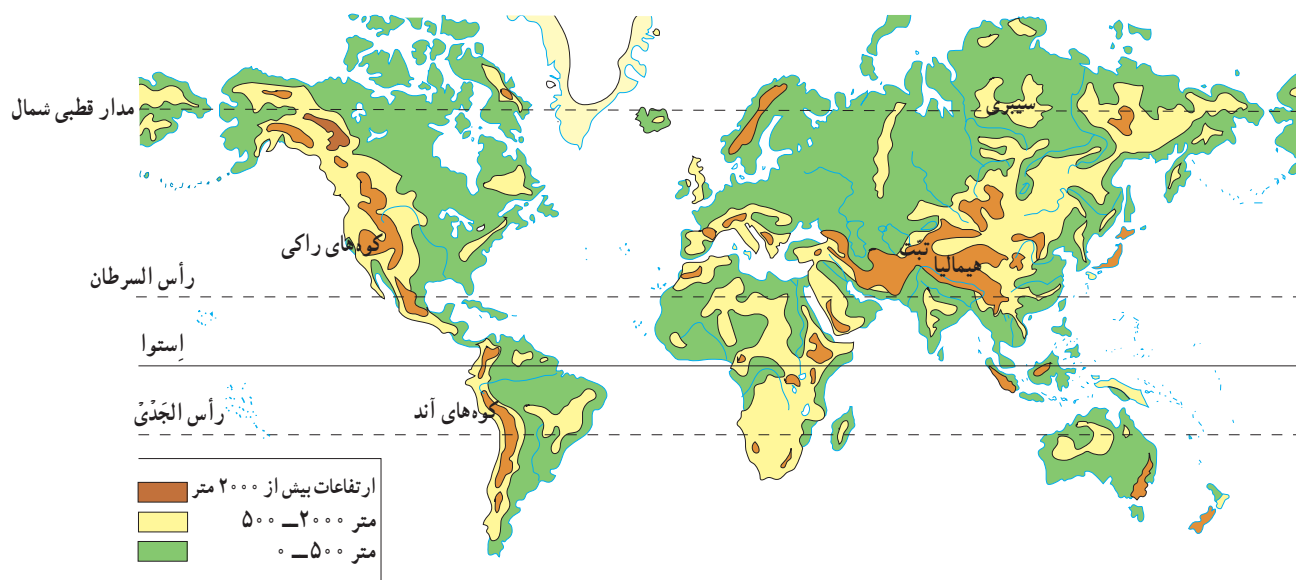 مدار قطبی شمال
سیبری
کوه‌های راکی
تبّت
هیمالیا
رأس السرطان
اِستوا
رأس الجَدْیْ
کوه‌های آند
ارتفاعات بیش از ۲۰۰۰ متر
متر ۲۰۰۰ــ ۵۰۰
متر ۵۰۰ــ ۰